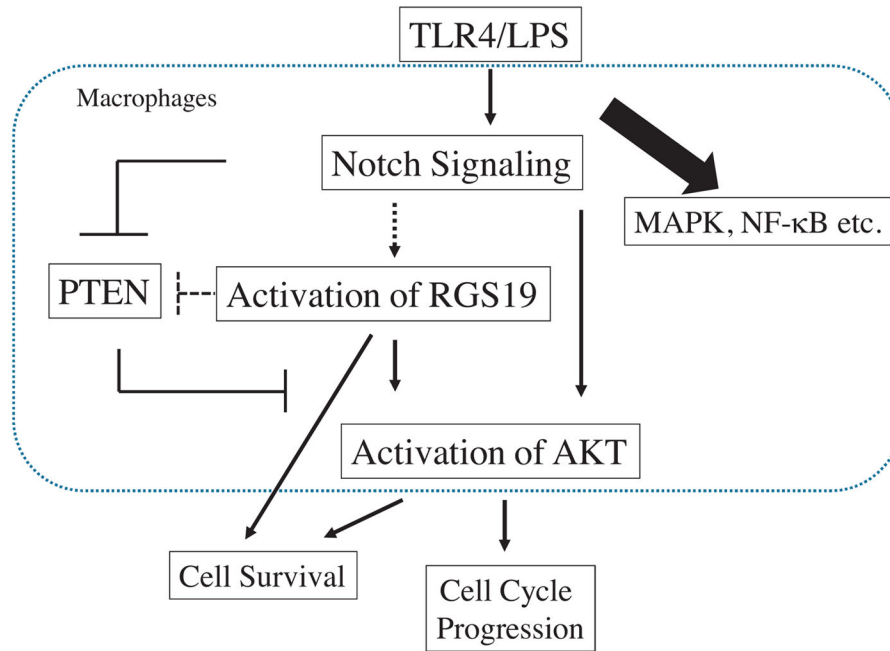 TLR4/LPS
Macrophages
Notch Signaling
MAPK, NF-κB etc.
PTEN
Activation of RGS19
Activation of AKT
Cell Survival
Cell Cycle
Progression